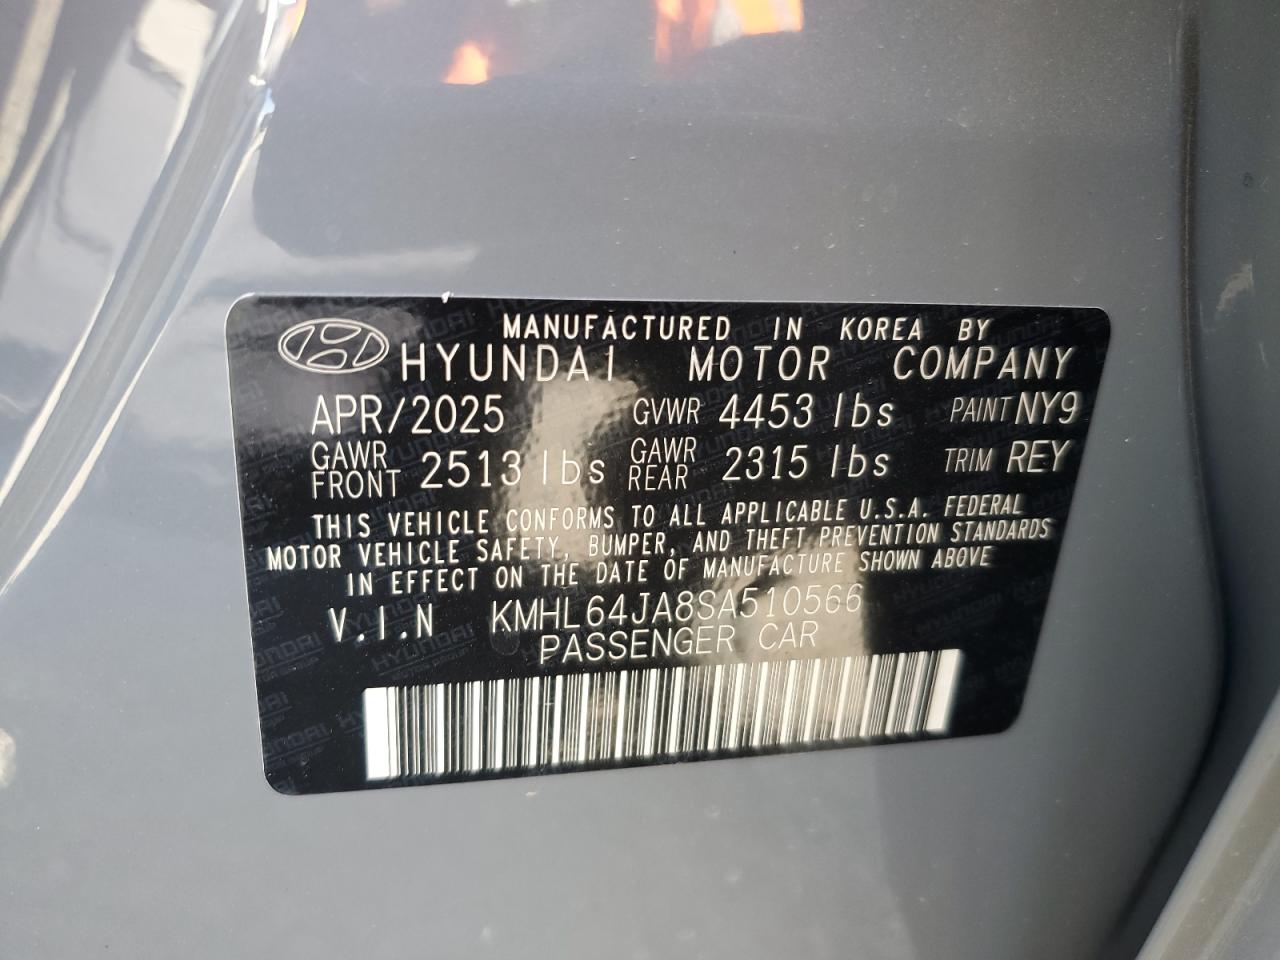 MANUFACTURED IN KOREA BY
HYUNDAI MOTOR COMPANY
APR/2025 GVWR 4453 lbs PAINT NY9
GAWR FRONT 2513 lbs GAWR REAR 2315 lbs TRIM REY
THIS VEHICLE CONFORMS TO ALL APPLICABLE U.S.A. FEDERAL
MOTOR VEHICLE SAFETY, BUMPER, AND THEFT PREVENTION STANDARDS
IN EFFECT ON THE DATE OF MANUFACTURE SHOWN ABOVE
V.I.N KMHL64JA8SA510566
PASSENGER CAR